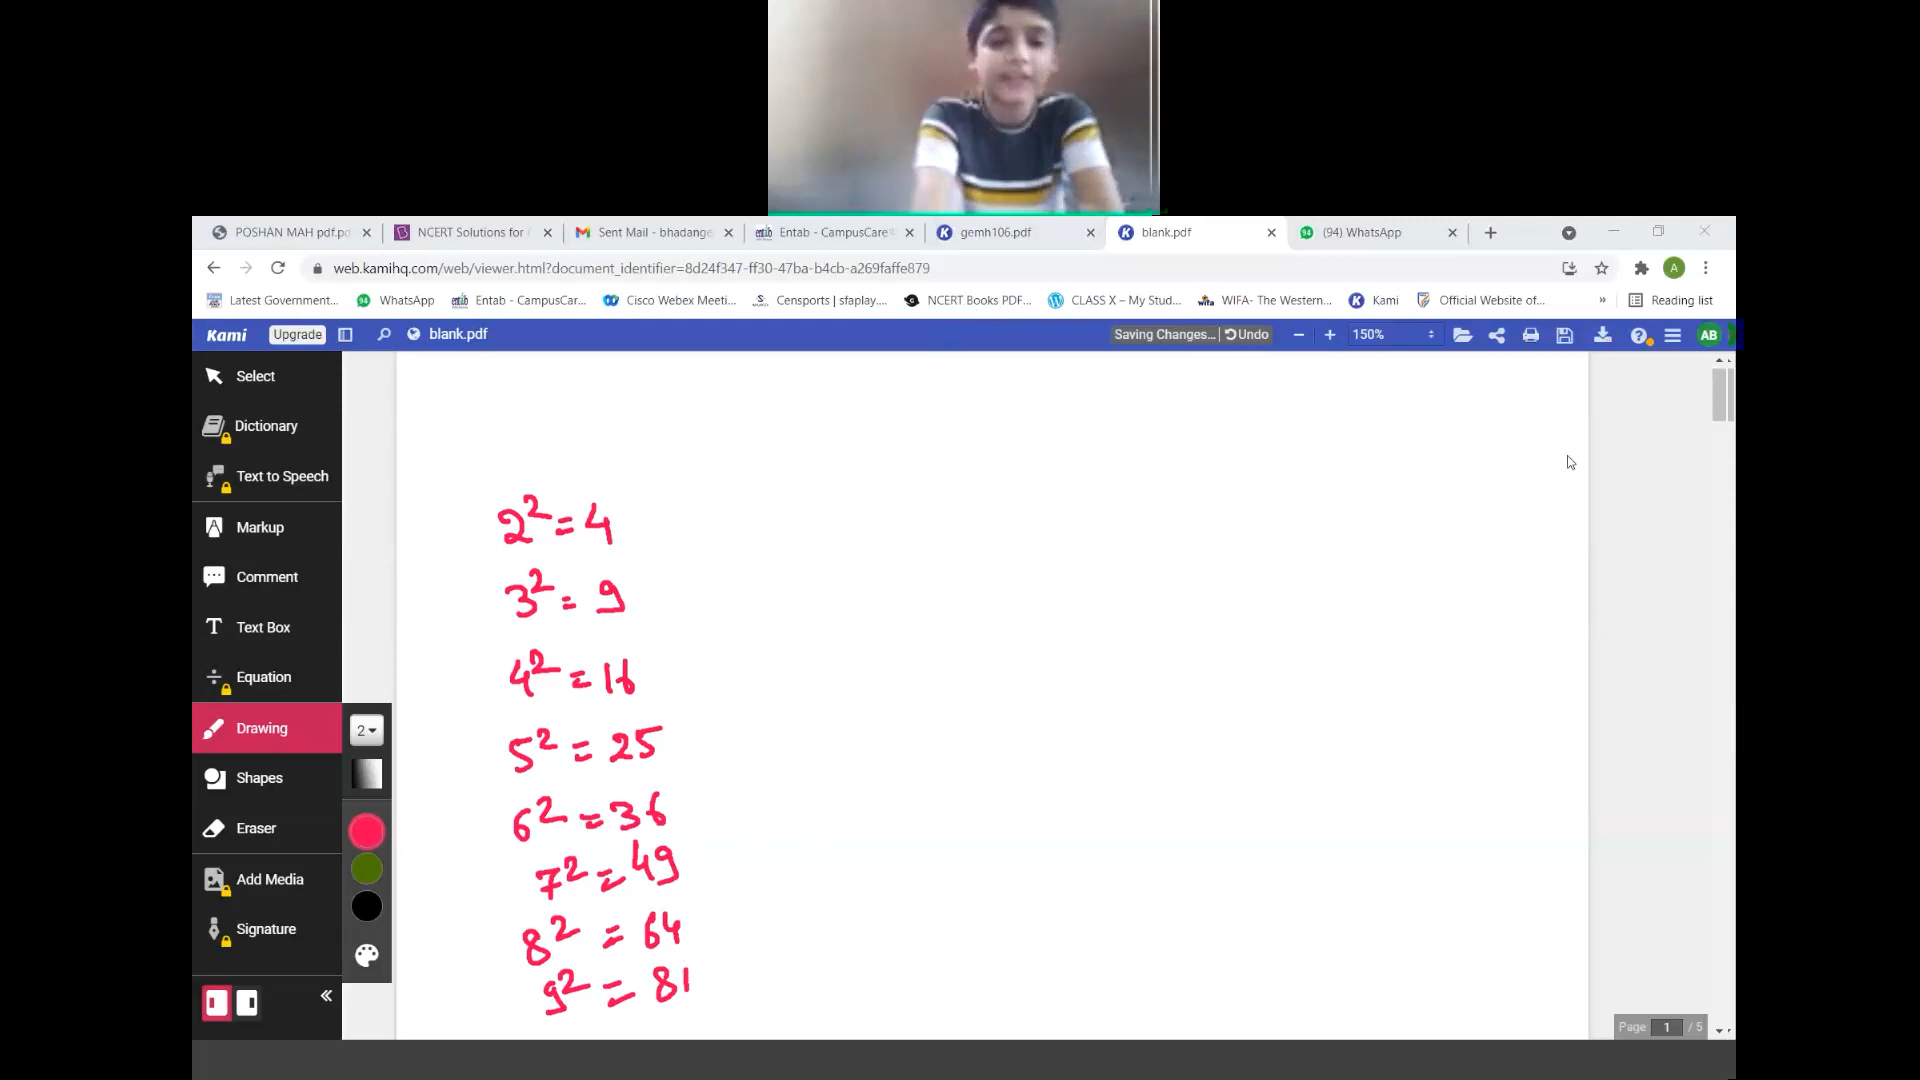 POSHAN MAH pdf.pd
NCERT Solutions for
Sent Mail - bhadange
Entab - CampusCare
gemh106.pdf
blank.pdf
(94) WhatsApp
web.kamihq.com/web/viewer.html?document_identifier=8d24f347-ff30-47ba-b4cb-a269faffe879
A
Latest Government...
WhatsApp
Entab - CampusCar...
Cisco Webex Meeti...
Censports | sfaplay....
NCERT Books PDF...
CLASS X – My Stud...
WIFA- The Western...
Kami
Official Website of...
»
Reading list
Kami
Upgrade
blank.pdf
Saving Changes... | Undo
150%
AB
Select
Dictionary
Text to Speech
Markup
Comment
Text Box
Equation
Drawing
2
Shapes
Eraser
Add Media
Signature
2² = 4
3² = 9
4² = 16
5² = 25
6² = 36
7² = 49
8² = 64
9² = 81
Page 1 / 5